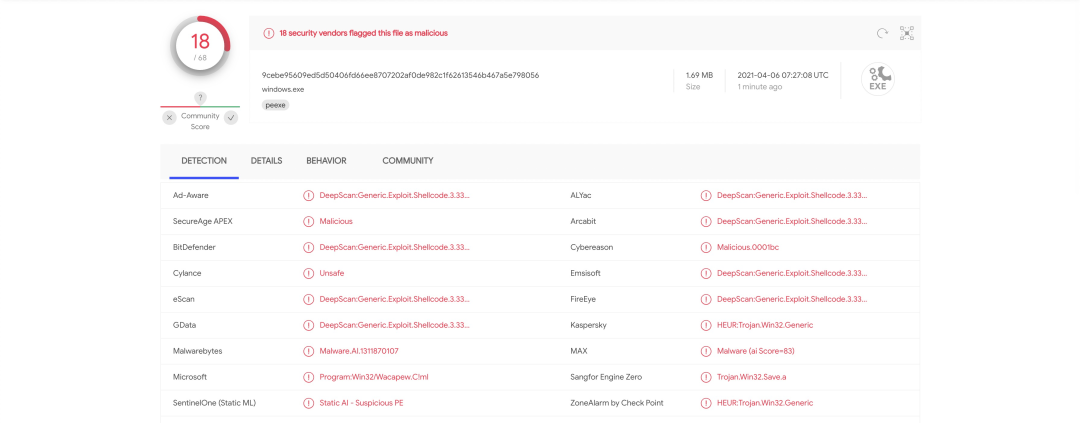 18
/ 68
?
Community
Score
18 security vendors flagged this file as malicious
9cebe95609ed5d50406fd66ee8707202af0de982c1f62613546b467a5e798056
windows.exe
peexe
1.69 MB
Size
2021-04-06 07:27:08 UTC
1 minute ago
EXE
DETECTION DETAILS BEHAVIOR COMMUNITY
Ad-Aware DeepScan:Generic.Exploit.Shellcode.3.33... ALYac DeepScan:Generic.Exploit.Shellcode.3.33...
SecureAge APEX Malicious Arcabit DeepScan:Generic.Exploit.Shellcode.3.33...
BitDefender DeepScan:Generic.Exploit.Shellcode.3.33... Cybereason Malicious.0001bc
Cylance Unsafe Emsisoft DeepScan:Generic.Exploit.Shellcode.3.33...
eScan DeepScan:Generic.Exploit.Shellcode.3.33... FireEye DeepScan:Generic.Exploit.Shellcode.3.33...
GData DeepScan:Generic.Exploit.Shellcode.3.33... Kaspersky HEUR:Trojan.Win32.Generic
Malwarebytes Malware.AI.1311870107 MAX Malware (ai Score=83)
Microsoft Program:Win32/Wacapew.C!ml Sangfor Engine Zero Trojan.Win32.Save.a
SentinelOne (Static ML) Static AI - Suspicious PE ZoneAlarm by Check Point HEUR:Trojan.Win32.Generic